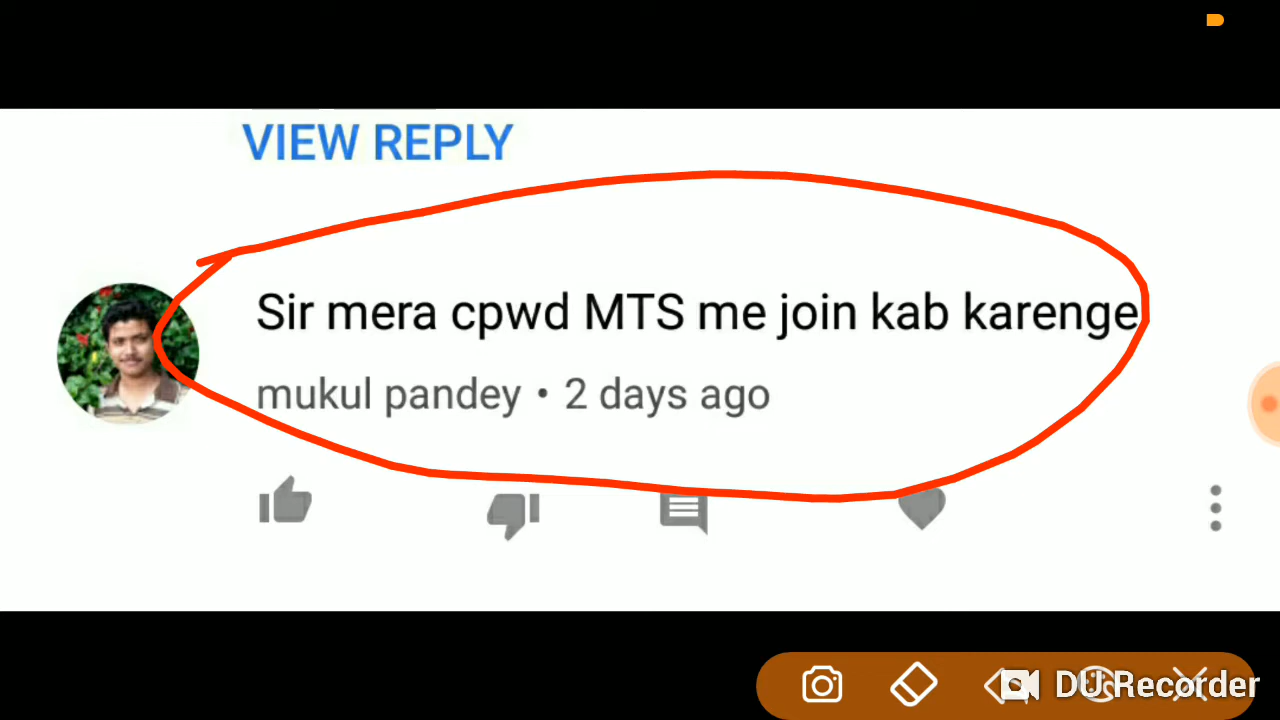 VIEW REPLY
Sir mera cpwd MTS me join kab karenge
mukul pandey • 2 days ago
DU Recorder